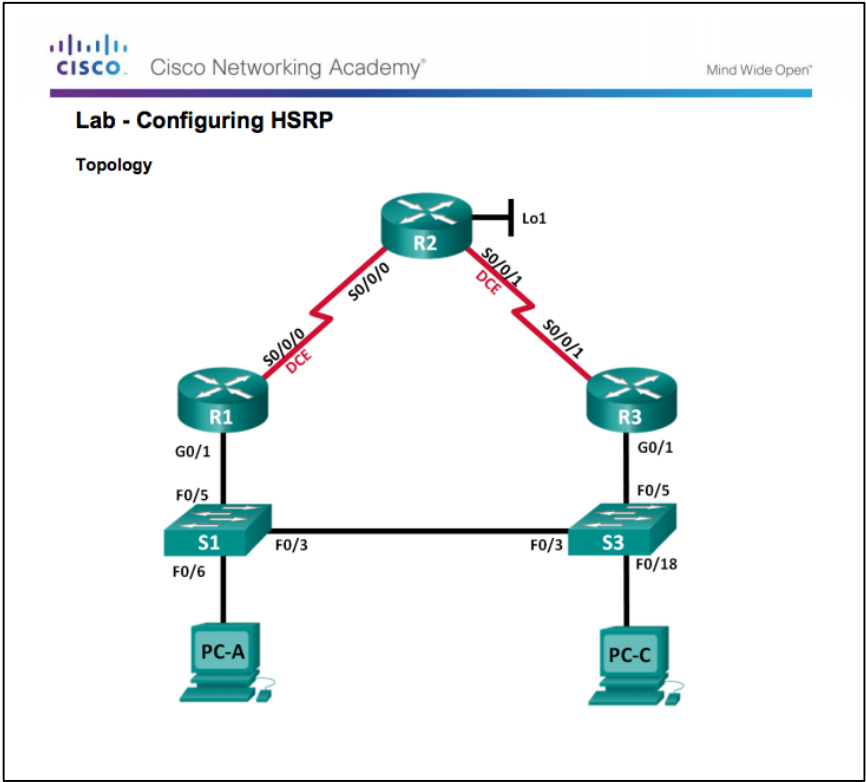 CISCO. Cisco Networking Academy® Mind Wide Open™
Lab - Configuring HSRP
Topology
R2
Lo1
S0/0/0
S0/0/1
DCE
S0/0/0
DCE
S0/0/1
R1
R3
G0/1
G0/1
F0/5
F0/5
S1
F0/3
F0/3
S3
F0/6
F0/18
PC-A
PC-C